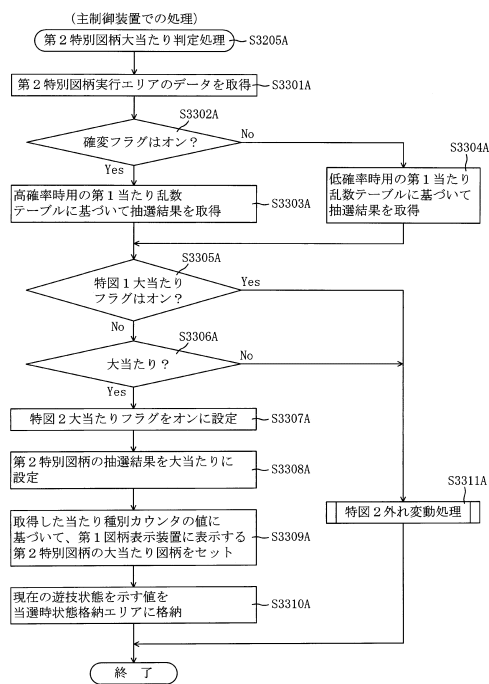 (主制御装置での処理)
第2特別図柄大当たり判定処理
S3205A
第2特別図柄実行エリアのデータを取得
S3301A
S3302A
確変フラグはオン?
No
Yes
S3304A
高確率時用の第1当たり乱数
テーブルに基づいて抽選結果を取得
S3303A
低確率時用の第1当たり
乱数テーブルに基づいて
抽選結果を取得
S3305A
特図1大当たり
フラグはオン?
Yes
No
S3306A
大当たり?
No
Yes
特図2大当たりフラグをオンに設定
S3307A
第2特別図柄の抽選結果を大当たりに
設定
S3308A
S3311A
特図2外れ変動処理
取得した当たり種別カウンタの値に
基づいて、第1図柄表示装置に表示する
第2特別図柄の大当たり図柄をセット
S3309A
現在の遊技状態を示す値を
当選時状態格納エリアに格納
S3310A
終 了